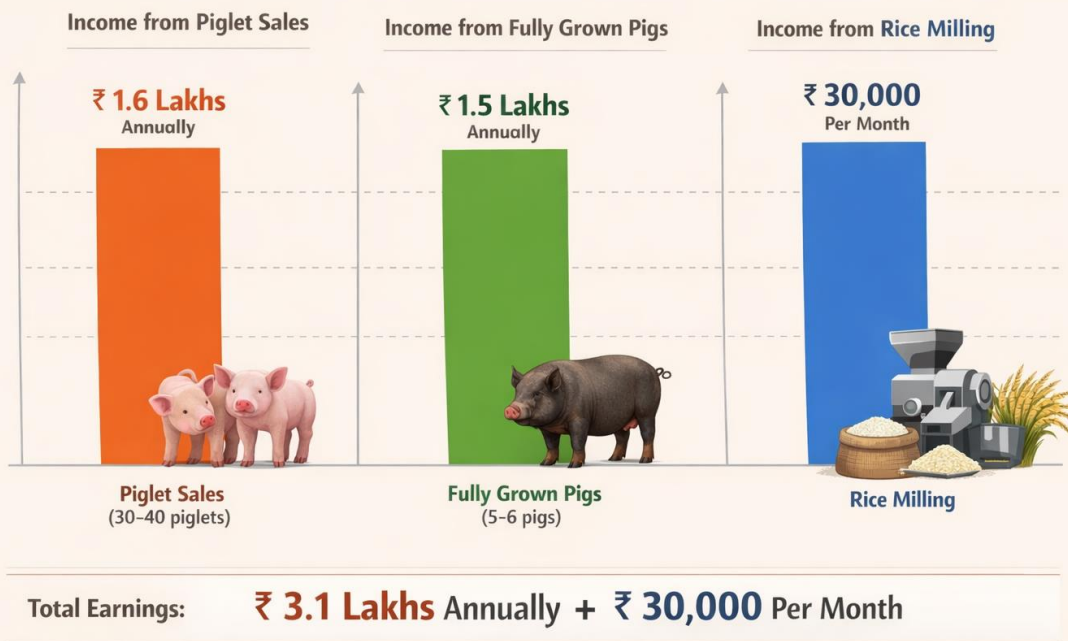 Income from Piglet Sales
₹ 1.6 Lakhs
Annually
Piglet Sales
(30–40 piglets)
Income from Fully Grown Pigs
₹ 1.5 Lakhs
Annually
Fully Grown Pigs
(5–6 pigs)
Income from Rice Milling
₹ 30,000
Per Month
Rice Milling
Total Earnings: ₹ 3.1 Lakhs Annually + ₹ 30,000 Per Month